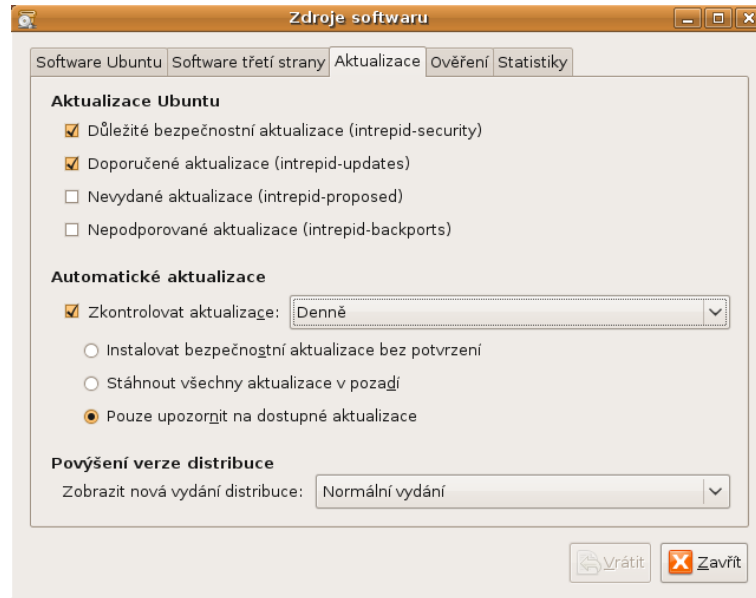 Zdroje softwaru
Software Ubuntu Software třetí strany Aktualizace Ověření Statistiky
Aktualizace Ubuntu
Důležité bezpečnostní aktualizace (intrepid-security)
Doporučené aktualizace (intrepid-updates)
Nevydané aktualizace (intrepid-proposed)
Nepodporované aktualizace (intrepid-backports)
Automatické aktualizace
Zkontrolovat aktualizace: Denně
Instalovat bezpečnostní aktualizace bez potvrzení
Stáhnout všechny aktualizace v pozadí
Pouze upozornit na dostupné aktualizace
Povýšení verze distribuce
Zobrazit nová vydání distribuce: Normální vydání
Vrátit Zavřít